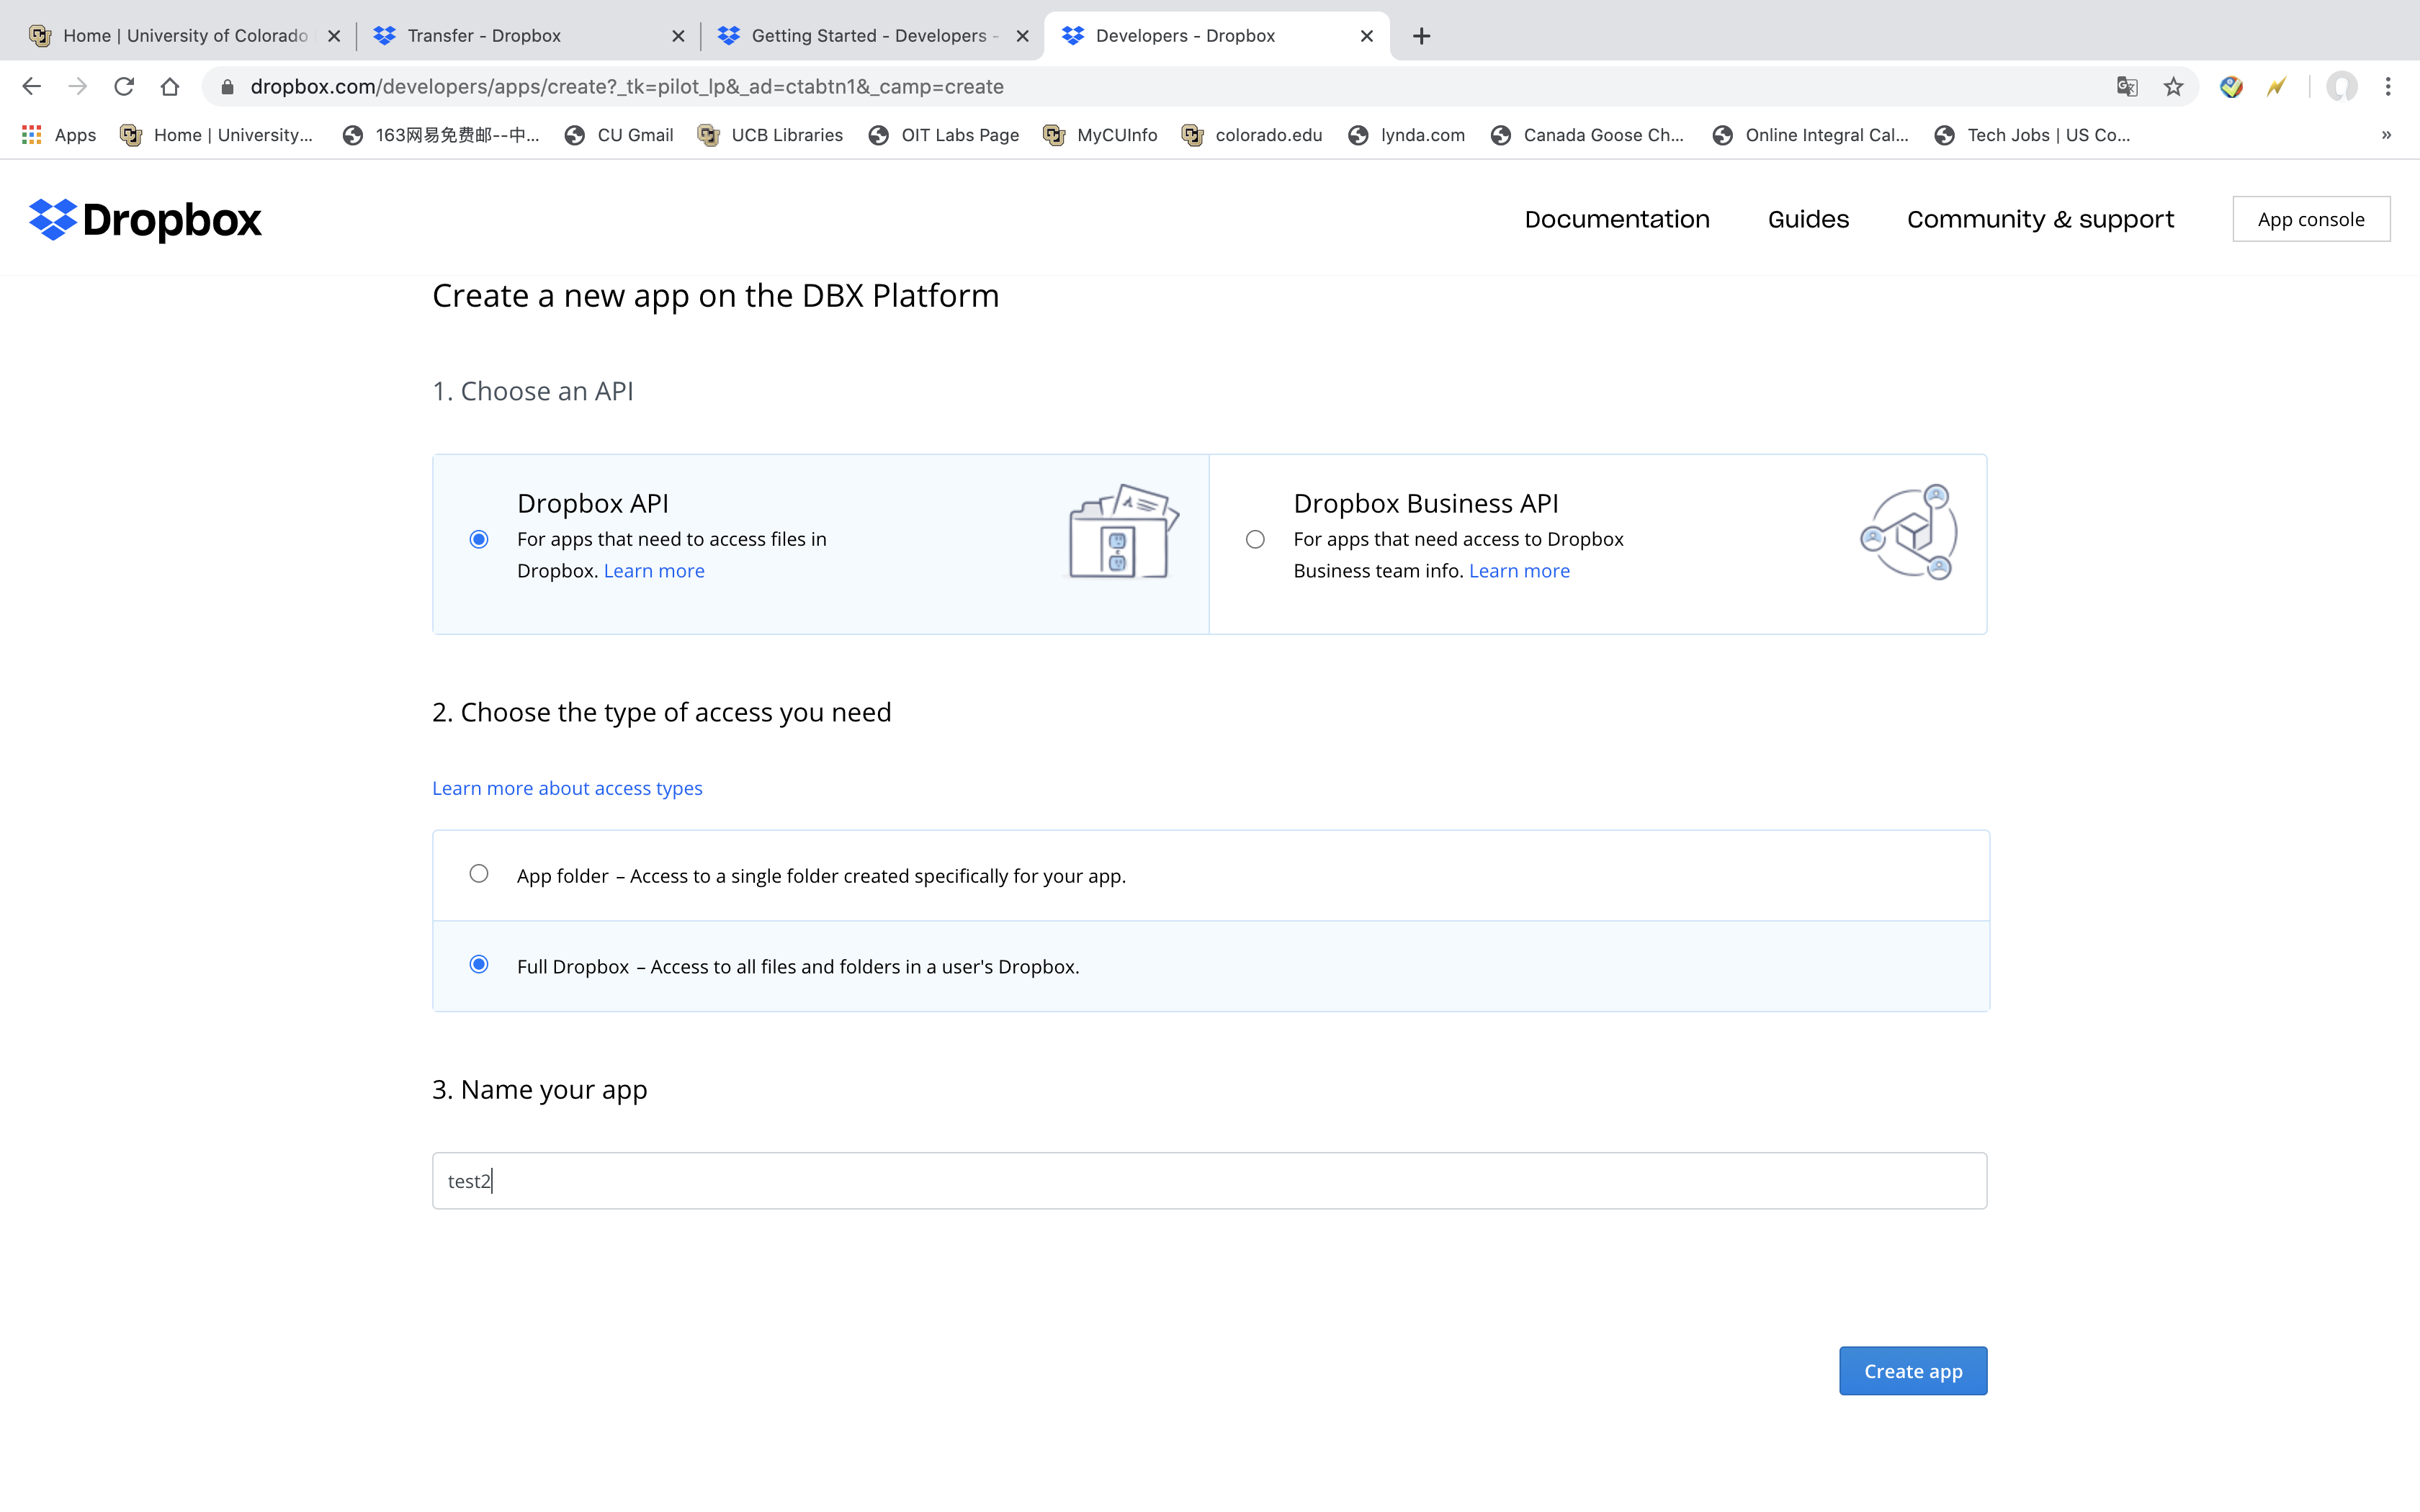 Home | University of Colorado
Transfer - Dropbox
Getting Started - Developers -
Developers - Dropbox
dropbox.com/developers/apps/create?_tk=pilot_lp&_ad=ctabtn1&_camp=create
Apps
Home | University...
163网易免费邮--中...
CU Gmail
UCB Libraries
OIT Labs Page
MyCUInfo
colorado.edu
lynda.com
Canada Goose Ch...
Online Integral Cal...
Tech Jobs | US Co...
»
Dropbox
Documentation
Guides
Community & support
App console
Create a new app on the DBX Platform
1. Choose an API
Dropbox API
For apps that need to access files in
Dropbox. Learn more
Dropbox Business API
For apps that need access to Dropbox
Business team info. Learn more
2. Choose the type of access you need
Learn more about access types
App folder – Access to a single folder created specifically for your app.
Full Dropbox – Access to all files and folders in a user's Dropbox.
3. Name your app
test2
Create app